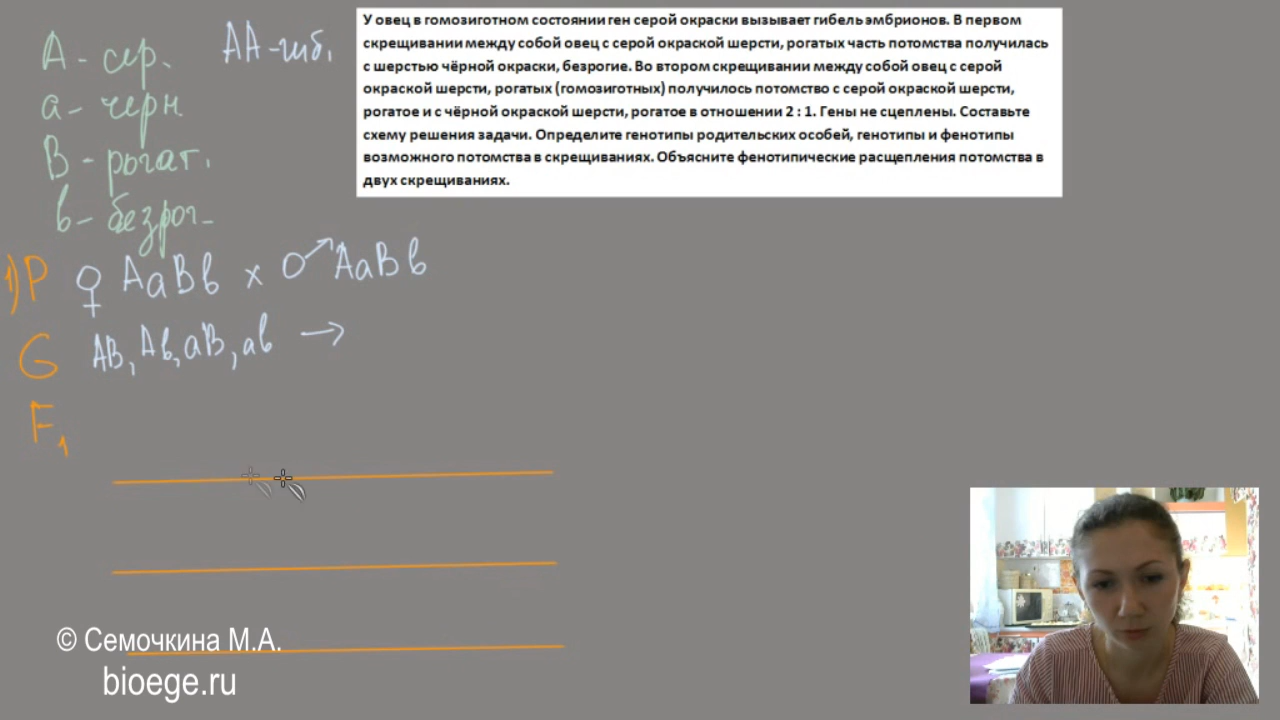 А - сер. АА-гиб.
а - черн.
В - рогат.
в - безрог.
У овец в гомозиготном состоянии ген серой окраски вызывает гибель эмбрионов. В первом
скрещивании между собой овец с серой окраской шерсти, рогатых часть потомства получилась
с шерстью чёрной окраски, безрогие. Во втором скрещивании между собой овец с серой
окраской шерсти, рогатых (гомозиготных) получилось потомство с серой окраской шерсти,
рогатое и с чёрной окраской шерсти, рогатое в отношении 2 : 1. Гены не сцеплены. Составьте
схему решения задачи. Определите генотипы родительских особей, генотипы и фенотипы
возможного потомства в скрещиваниях. Объясните фенотипические расщепления потомства в
двух скрещиваниях.
1) P ♀ АаВв x ♂ АаВв
G АВ, Ав, аВ, ав →
F1
© Семочкина М.А.
bioege.ru